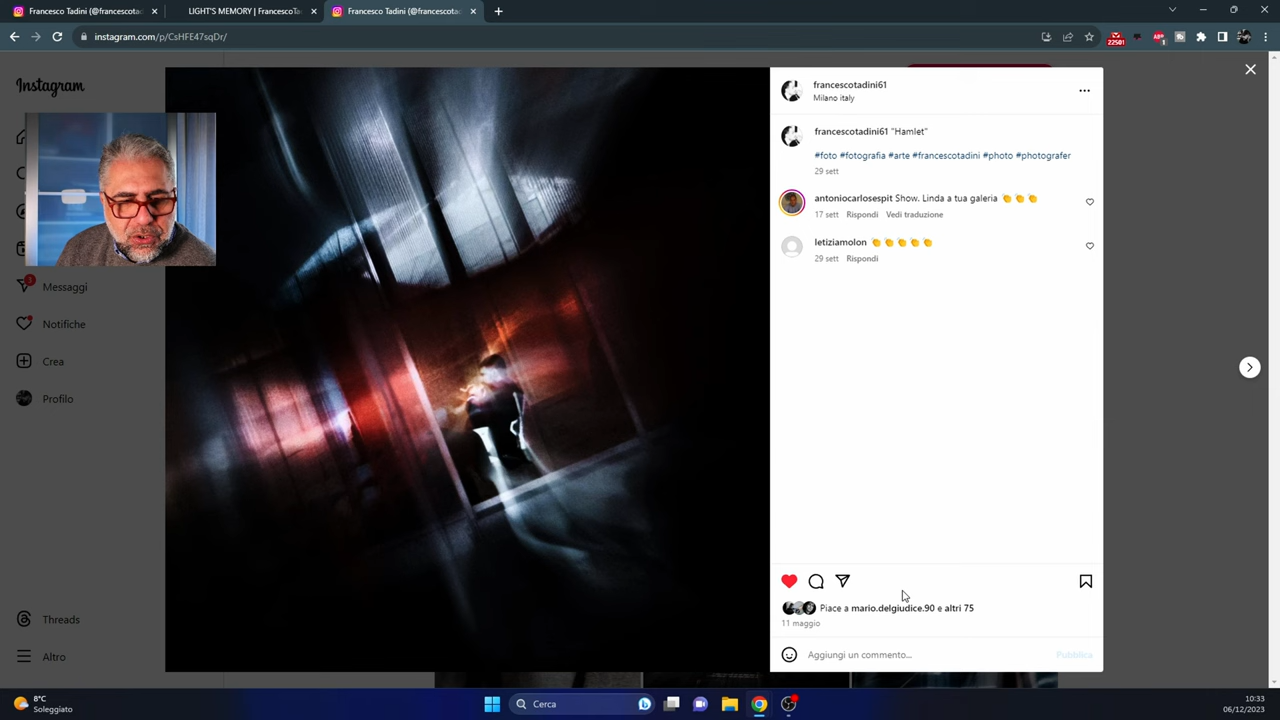 Francesco Tadini (@francescotac
LIGHT'S MEMORY | FrancescoTa
Francesco Tadini (@francescotac
instagram.com/p/CsHFE47sqDr/
22501
Instagram
francescotadini61
Milano italy
francescotadini61 "Hamlet"
#foto #fotografia #arte #francescotadini #photo #photografer
29 sett
antoniocarlosespit Show. Linda a tua galeria 👏 👏 👏
17 sett Rispondi Vedi traduzione
letiziamolon 👏 👏 👏 👏 👏
29 sett Rispondi
Messaggi
Notifiche
Crea
Profilo
Threads
Altro
Piace a mario.delgiudice.90 e altri 75
11 maggio
Aggiungi un commento...
Pubblica
8°C
Soleggiato
Cerca
10:33
06/12/2023